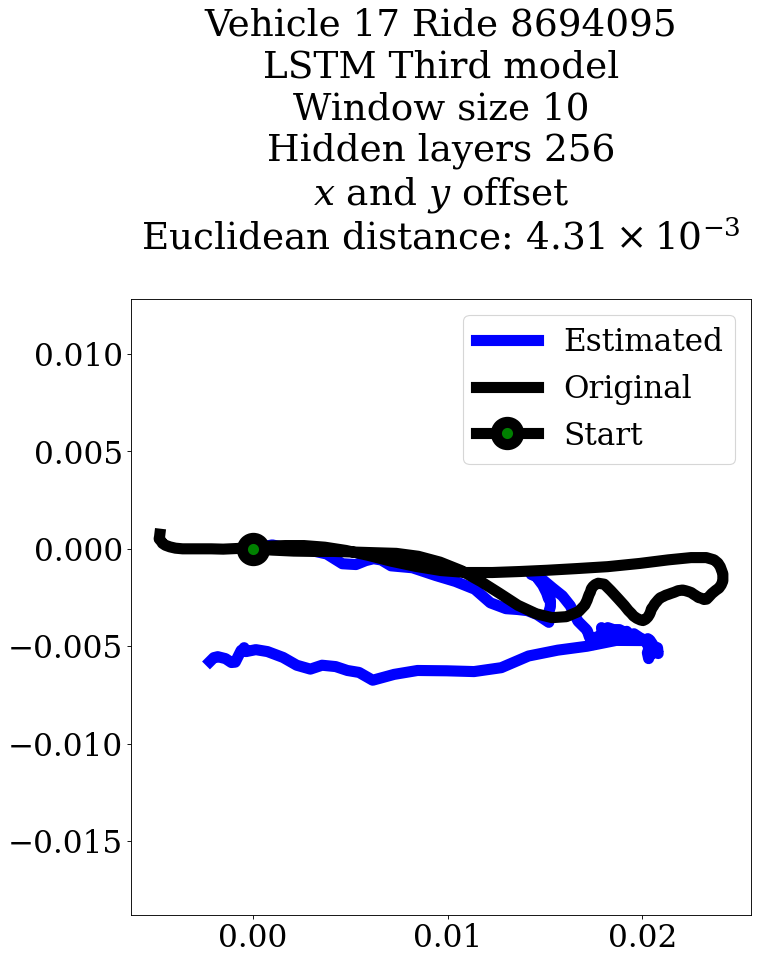 Vehicle 17 Ride 8694095
LSTM Third model
Window size 10
Hidden layers 256
x and y offset
Euclidean distance: 4.31 × 10⁻³
Estimated
Original
Start
0.010
0.005
0.000
−0.005
−0.010
−0.015
0.00 0.01 0.02